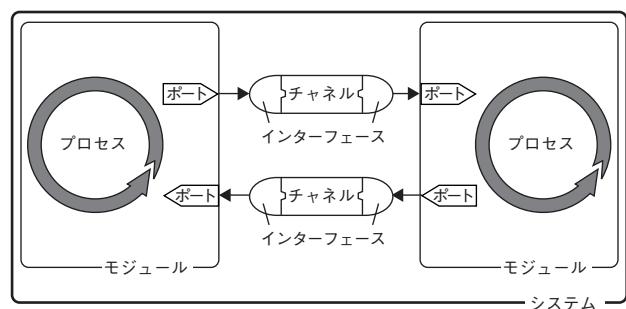 ポート
チャネル
ポート
インターフェース
プロセス
プロセス
ポート
チャネル
ポート
インターフェース
モジュール
モジュール
システム